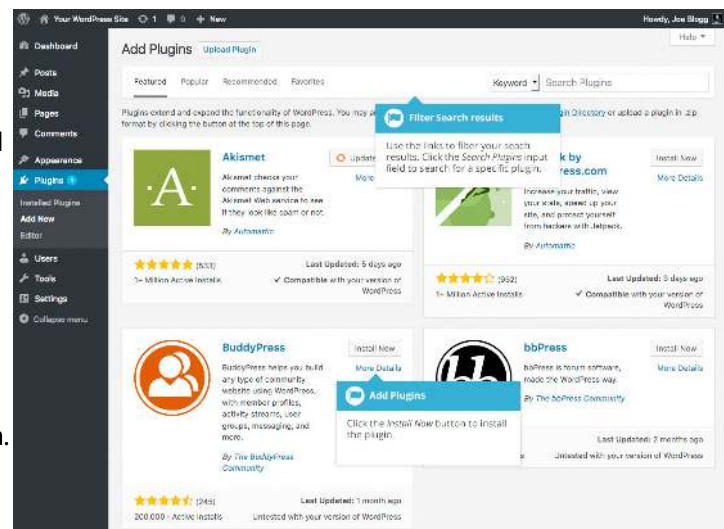 Your WordPress Site 1 0 + New
Howdy, Joe Blogg
Help
Dashboard
Posts
Media
Pages
Comments
Appearance
Plugins 1
Installed Plugins
Add New
Editor
Users
Tools
Settings
Collapse menu
Add Plugins Upload Plugin
Featured Popular Recommended Favorites
Keyword Search Plugins
Plugins extend and expand the functionality of WordPress. You may
gin Directory or upload a plugin in .zip
format by clicking the button at the top of this page.
Filter Search results
Use the links to filter your seach
results. Click the Search Plugins input
field to search for a specific plugin.
·A·
Akismet
Update
More
Akismet checks your
comments against the
Akismet Web service to see
if they look like spam or not.
By Automattic
(533)
1+ Million Active Installs
Last Updated: 5 days ago
✓ Compatible with your version of
WordPress
k by
ress.com
Install Now
More Details
Increase your traffic, view
your stats, speed up your
site, and protect yourself
from hackers with Jetpack.
By Automattic
(952)
1+ Million Active Installs
Last Updated: 3 days ago
✓ Compatible with your version of
WordPress
BuddyPress
Install Now
More Details
BuddyPress helps you build
any type of community
website using WordPress,
with member profiles,
activity streams, user
groups, messaging, and
more.
By The BuddyPress
Community
(245)
200,000+ Active Installs
Last Updated: 1 month ago
Untested with your version of WordPress
Add Plugins
Click the Install Now button to install
the plugin.
bb
bbPress
Install Now
More Details
bbPress is forum software,
made the WordPress way.
By The bbPress Community
Last Updated: 2 months ago
s
Untested with your version of WordPress